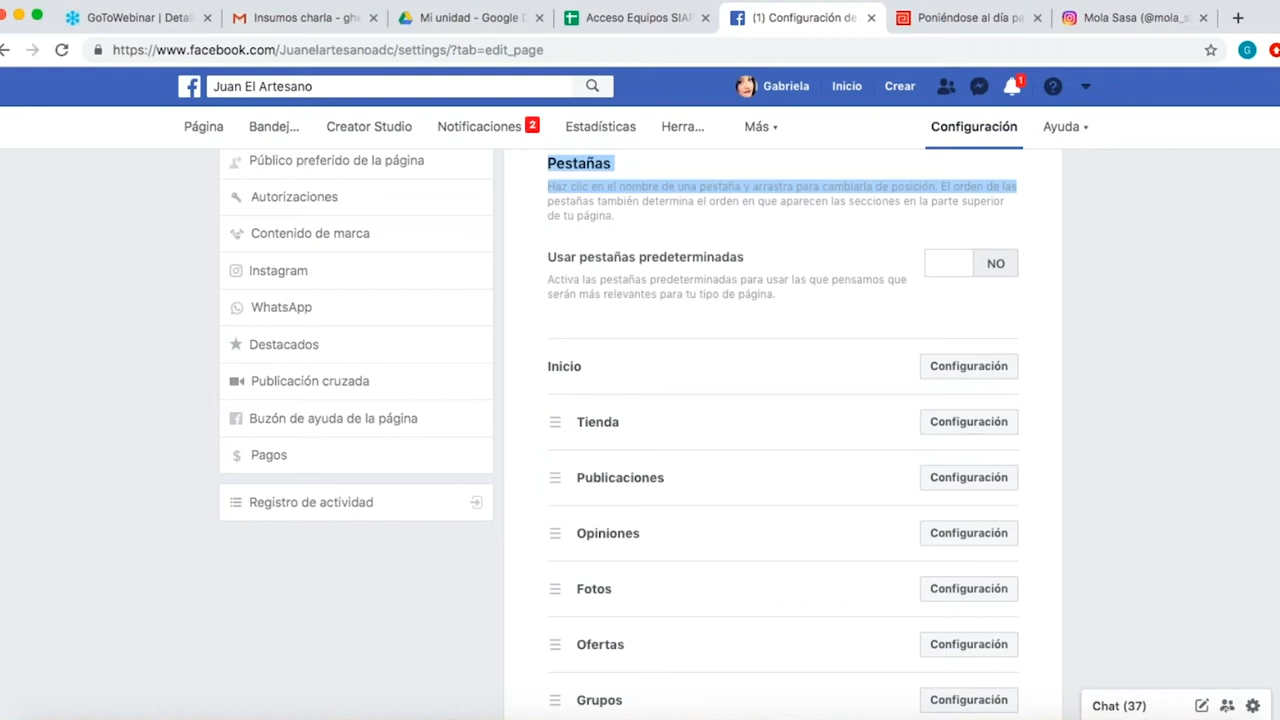 GoToWebinar | Detail
Insumos charla - ghe
Mi unidad - Google D
Acceso Equipos SIAF
(1) Configuración de
Poniéndose al día pa
Mola Sasa (@mola_s
https://www.facebook.com/Juanelartesanoadc/settings/?tab=edit_page
G
Juan El Artesano
Gabriela
Inicio
Crear
1
Página
Bandej...
Creator Studio
Notificaciones 2
Estadísticas
Herra...
Más
Configuración
Ayuda
Público preferido de la página
Autorizaciones
Contenido de marca
Instagram
WhatsApp
Destacados
Publicación cruzada
Buzón de ayuda de la página
Pagos
Registro de actividad
Pestañas
Haz clic en el nombre de una pestaña y arrastra para cambiarla de posición. El orden de las
pestañas también determina el orden en que aparecen las secciones en la parte superior
de tu página.
Usar pestañas predeterminadas
NO
Activa las pestañas predeterminadas para usar las que pensamos que
serán más relevantes para tu tipo de página.
Inicio
Configuración
Tienda
Configuración
Publicaciones
Configuración
Opiniones
Configuración
Fotos
Configuración
Ofertas
Configuración
Grupos
Configuración
Chat (37)